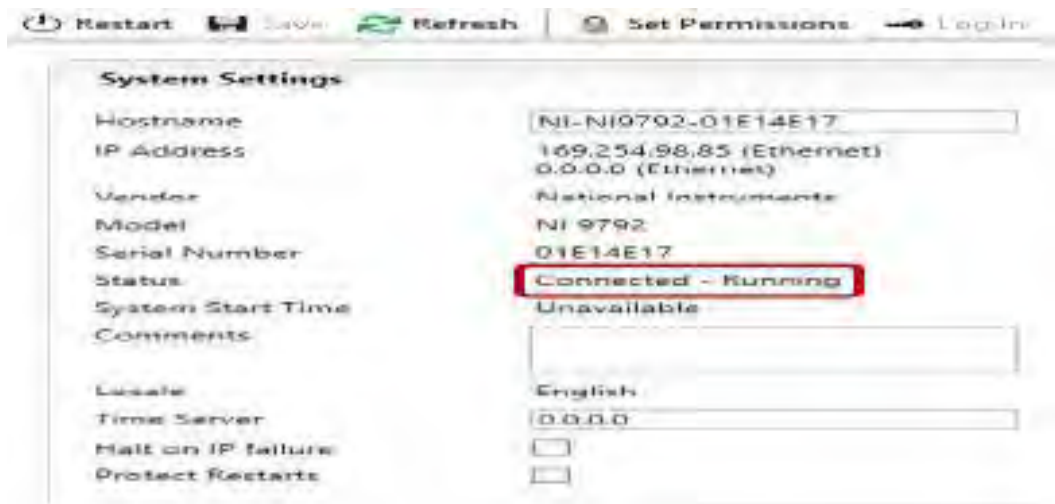 Restart Save Refresh Set Permissions Log In
System Settings
Hostname NI-NI9792-01E14E17
IP Address 169.254.98.85 (Ethernet)
0.0.0.0 (Ethernet)
Vendor National Instruments
Model NI 9792
Serial Number 01E14E17
Status Connected - Running
System Start Time Unavailable
Comments
Locale English
Time Server 0.0.0.0
Halt on IP failure
Protect Restarts